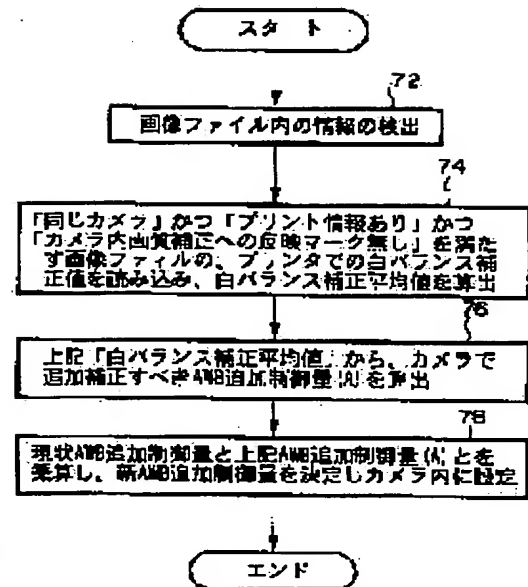 スタート
72
画像ファイル内の情報の検出
74
「同じカメラ」かつ「プリント情報あり」かつ
「カメラ内画質補正への反映マーク無し」を満た
す画像ファイルの、プリンタでの白バランス補
正値を読み込み、白バランス補正平均値を算出
76
上記「白バランス補正平均値」から、カメラで
追加補正すべきAWB追加制御量(A)を算出
78
現状AWB追加制御量と上記AWB追加制御量(A)とを
乗算し、新AWB追加制御量を決定しカメラ内に設定
エンド